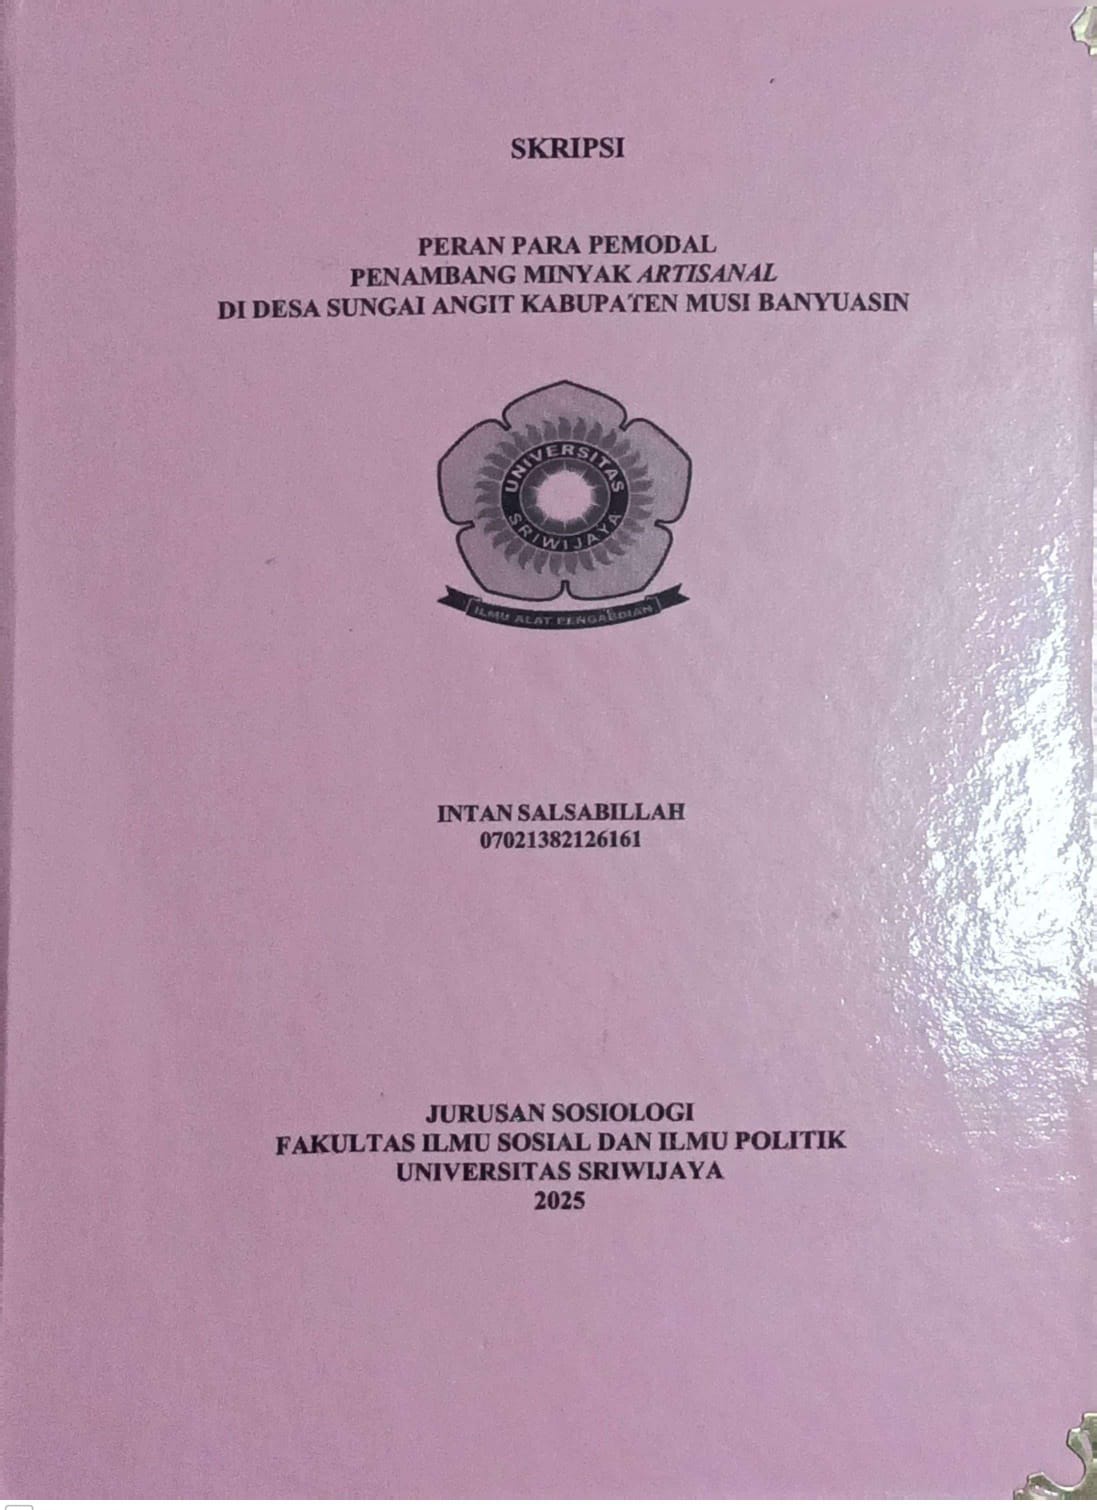 SKRIPSI
PERAN PARA PEMODAL
PENAMBANG MINYAK ARTISANAL
DI DESA SUNGAI ANGIT KABUPATEN MUSI BANYUASIN
UNIVERSITAS
SRIWIJAYA
ILMU ALAT PENGABDIAN
INTAN SALSABILLAH
07021382126161
JURUSAN SOSIOLOGI
FAKULTAS ILMU SOSIAL DAN ILMU POLITIK
UNIVERSITAS SRIWIJAYA
2025